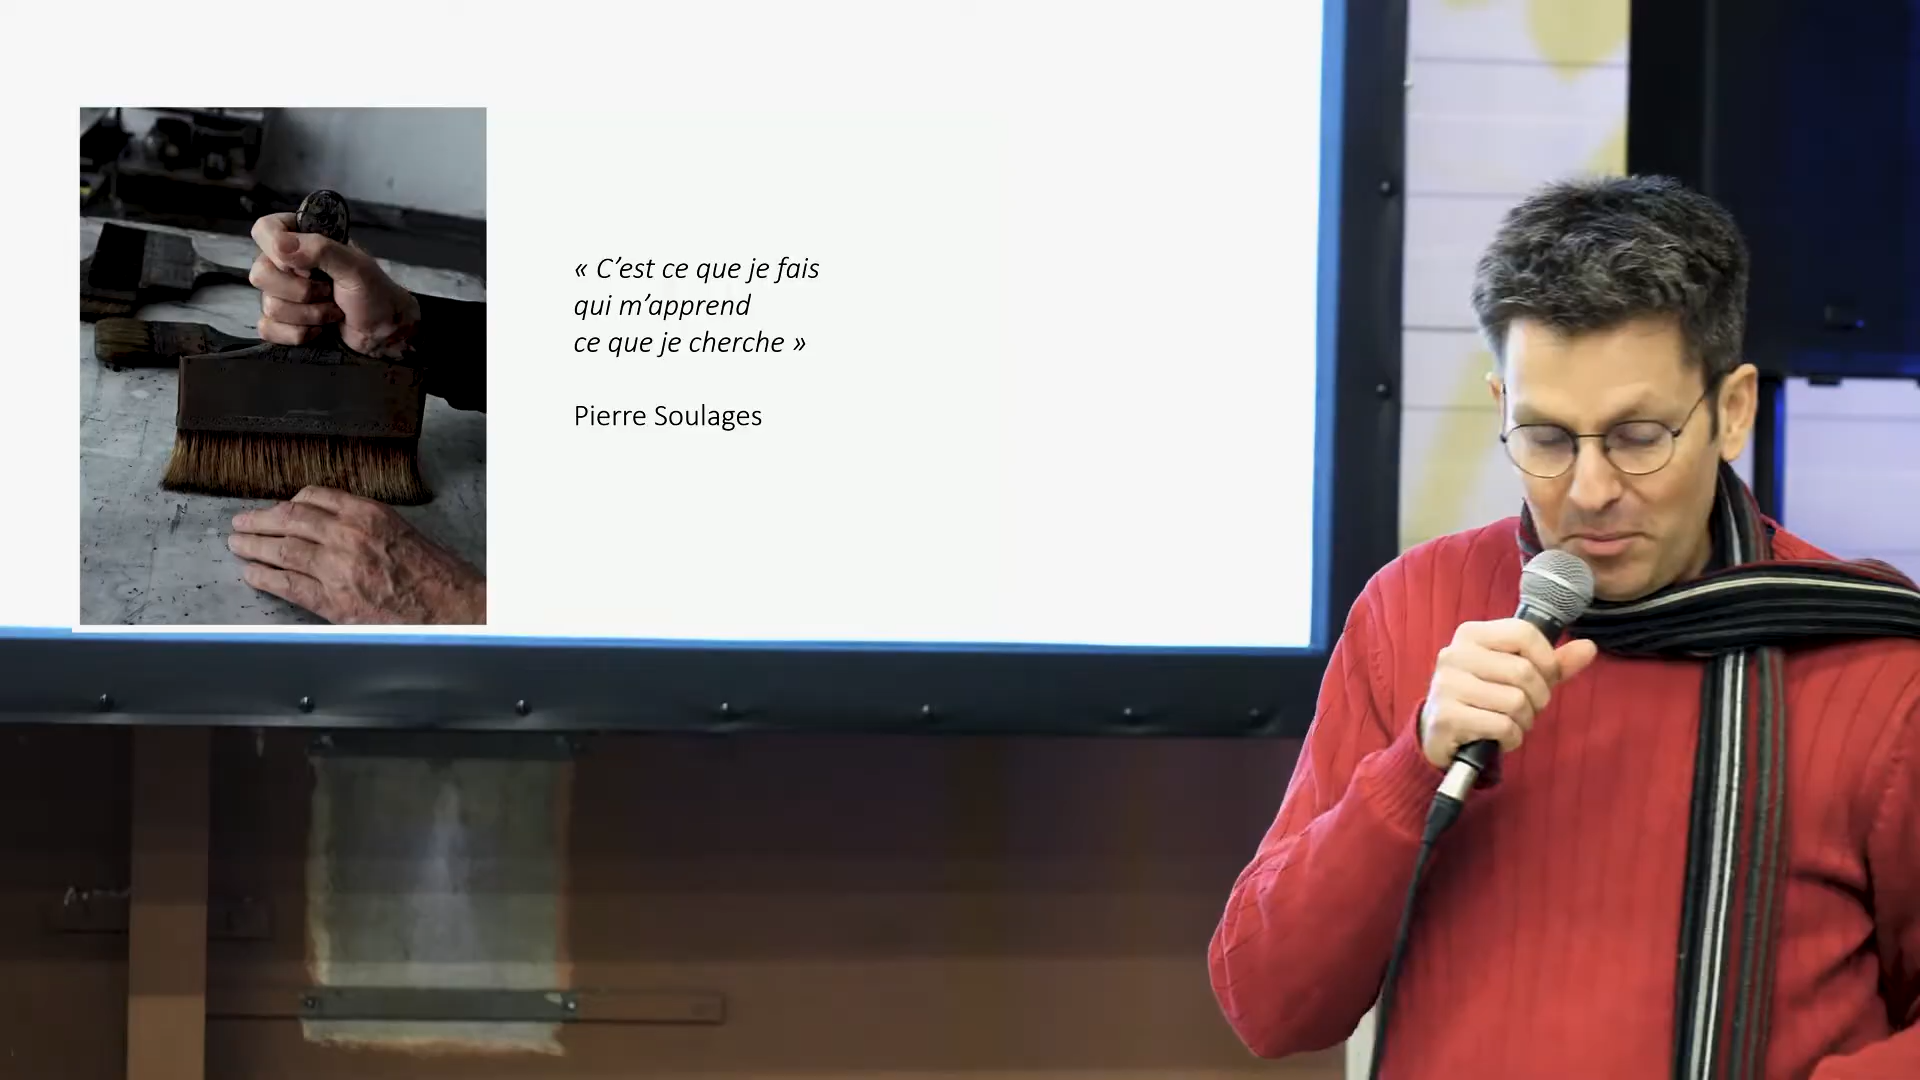 « C’est ce que je fais
qui m’apprend
ce que je cherche »
Pierre Soulages